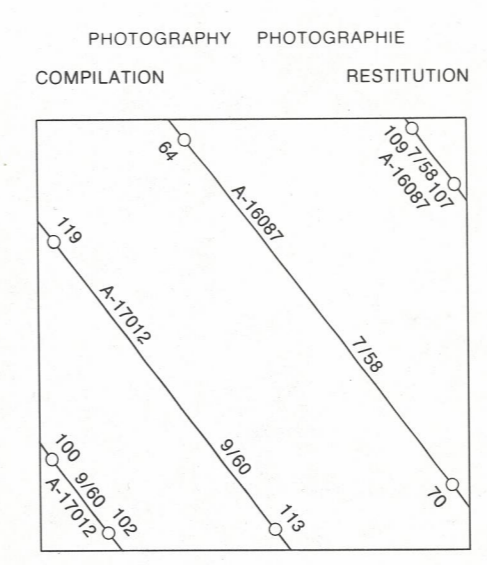 PHOTOGRAPHY PHOTOGRAPHIE
COMPILATION RESTITUTION
109 7/58 107
A-16087
64 A-16087 7/58 70
119 A-17012 9/60 113
100 9/60 102
A-17012